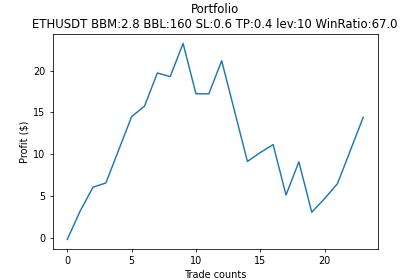 Portfolio
ETHUSDT BBM:2.8 BBL:160 SL:0.6 TP:0.4 lev:10 WinRatio:67.0
Profit ($)
20
15
10
5
0
0 5 10 15 20
Trade counts